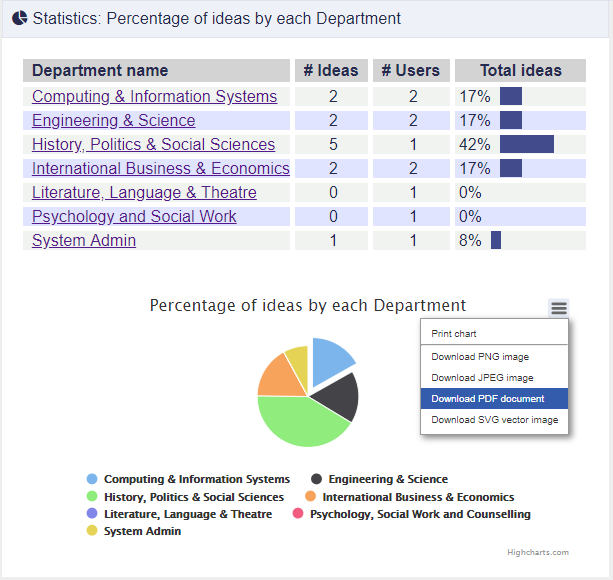 Statistics: Percentage of ideas by each Department
Department name # Ideas # Users Total ideas
Computing & Information Systems 2 2 17%
Engineering & Science 2 2 17%
History, Politics & Social Sciences 5 1 42%
International Business & Economics 2 2 17%
Literature, Language & Theatre 0 1 0%
Psychology and Social Work 0 1 0%
System Admin 1 1 8%
Percentage of ideas by each Department
Print chart
Download PNG image
Download JPEG image
Download PDF document
Download SVG vector image
Computing & Information Systems Engineering & Science
History, Politics & Social Sciences International Business & Economics
Literature, Language & Theatre Psychology, Social Work and Counselling
System Admin
Highcharts.com